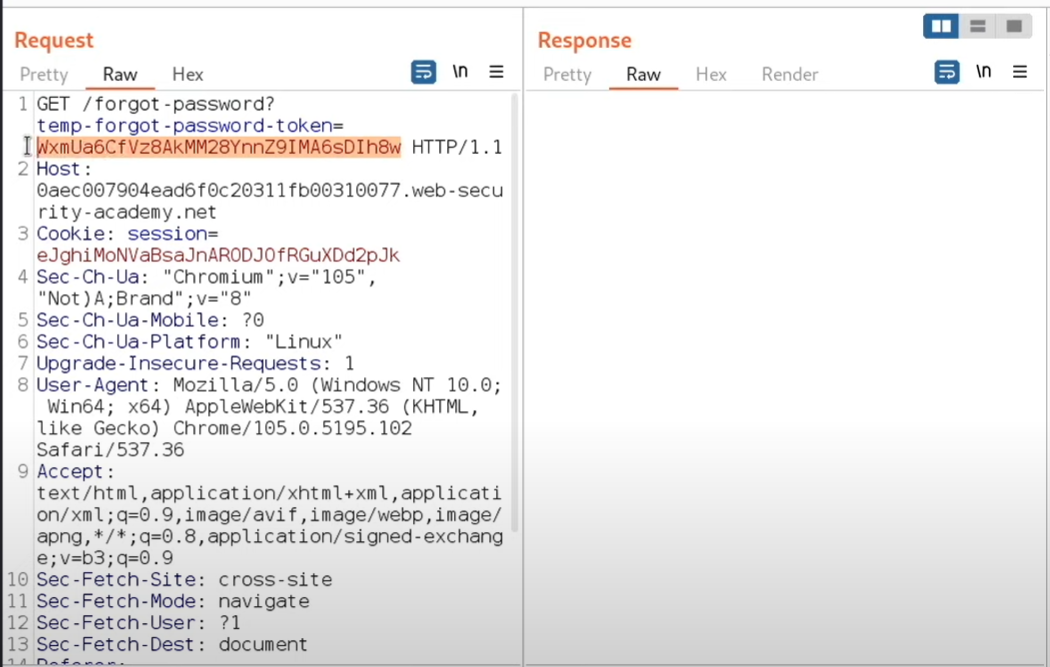 Request
Pretty Raw Hex \n
1 GET /forgot-password?
temp-forgot-password-token=
WxmUa6CfVz8AkMM28YnnZ9IMA6sDIh8w HTTP/1.1
2 Host:
0aec007904ead6f0c20311fb00310077.web-secu
rity-academy.net
3 Cookie: session=
eJghiMoNVaBsaJnARODJOfRGuXDd2pJk
4 Sec-Ch-Ua: "Chromium";v="105",
"Not)A;Brand";v="8"
5 Sec-Ch-Ua-Mobile: ?0
6 Sec-Ch-Ua-Platform: "Linux"
7 Upgrade-Insecure-Requests: 1
8 User-Agent: Mozilla/5.0 (Windows NT 10.0;
Win64; x64) AppleWebKit/537.36 (KHTML,
like Gecko) Chrome/105.0.5195.102
Safari/537.36
9 Accept:
text/html,application/xhtml+xml,applicati
on/xml;q=0.9,image/avif,image/webp,image/
apng,*/*;q=0.8,application/signed-exchang
e;v=b3;q=0.9
10 Sec-Fetch-Site: cross-site
11 Sec-Fetch-Mode: navigate
12 Sec-Fetch-User: ?1
13 Sec-Fetch-Dest: document
14 Referer:
Response
Pretty Raw Hex Render \n